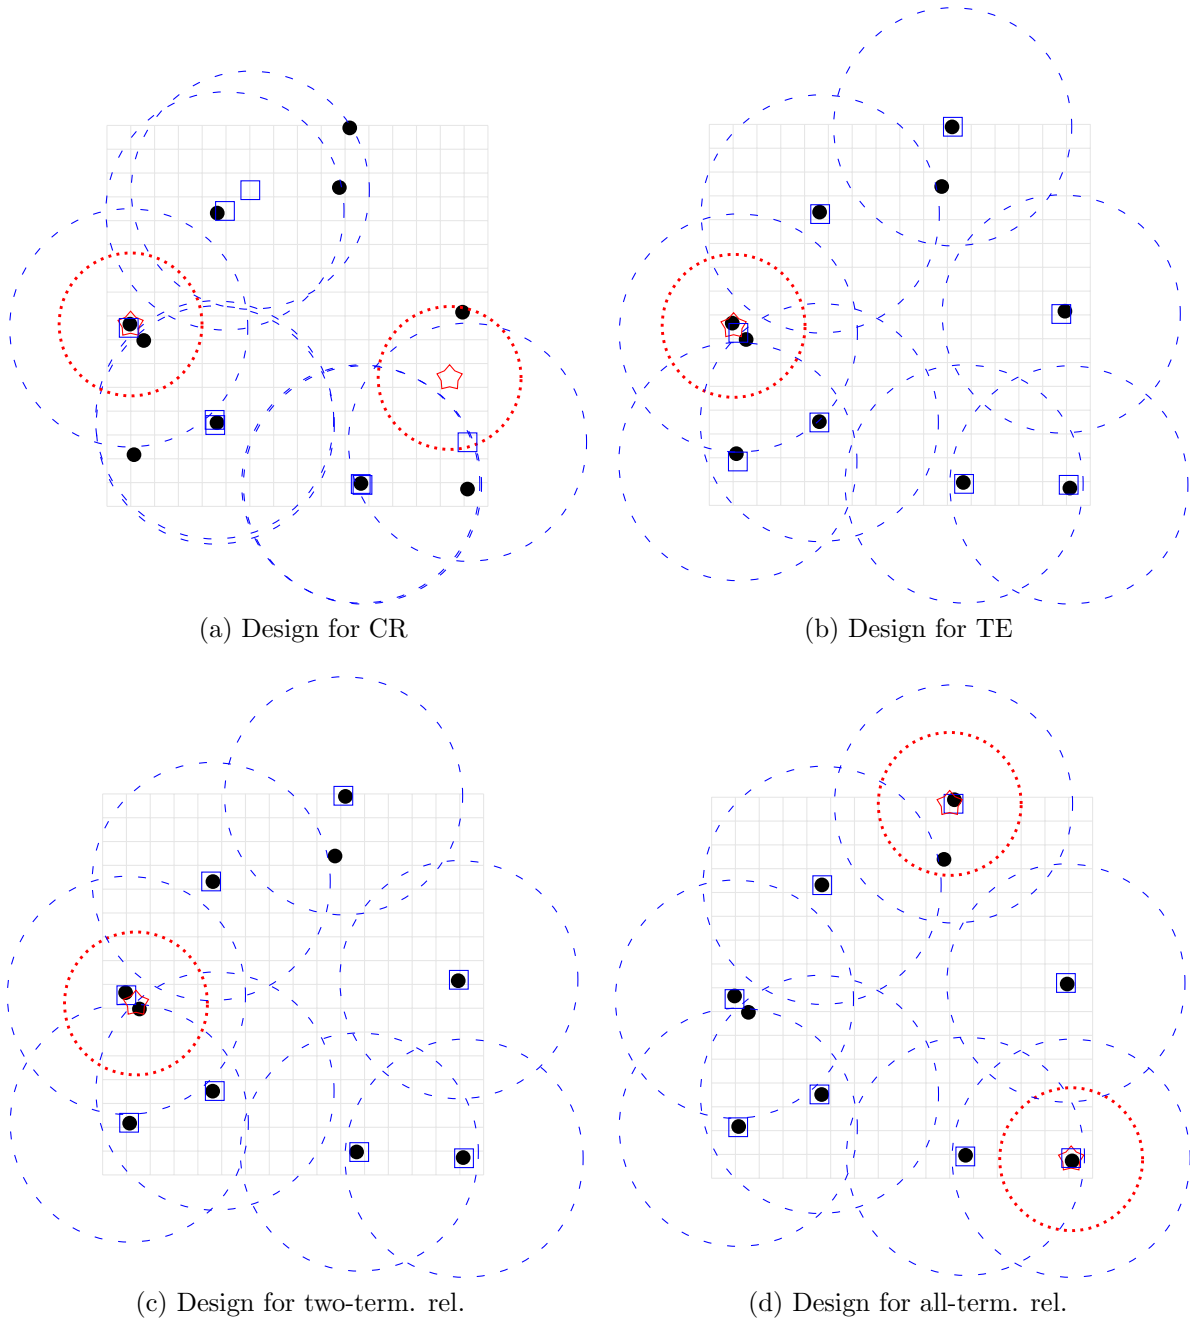 (a) Design for CR
(b) Design for TE
(c) Design for two-term. rel.
(d) Design for all-term. rel.